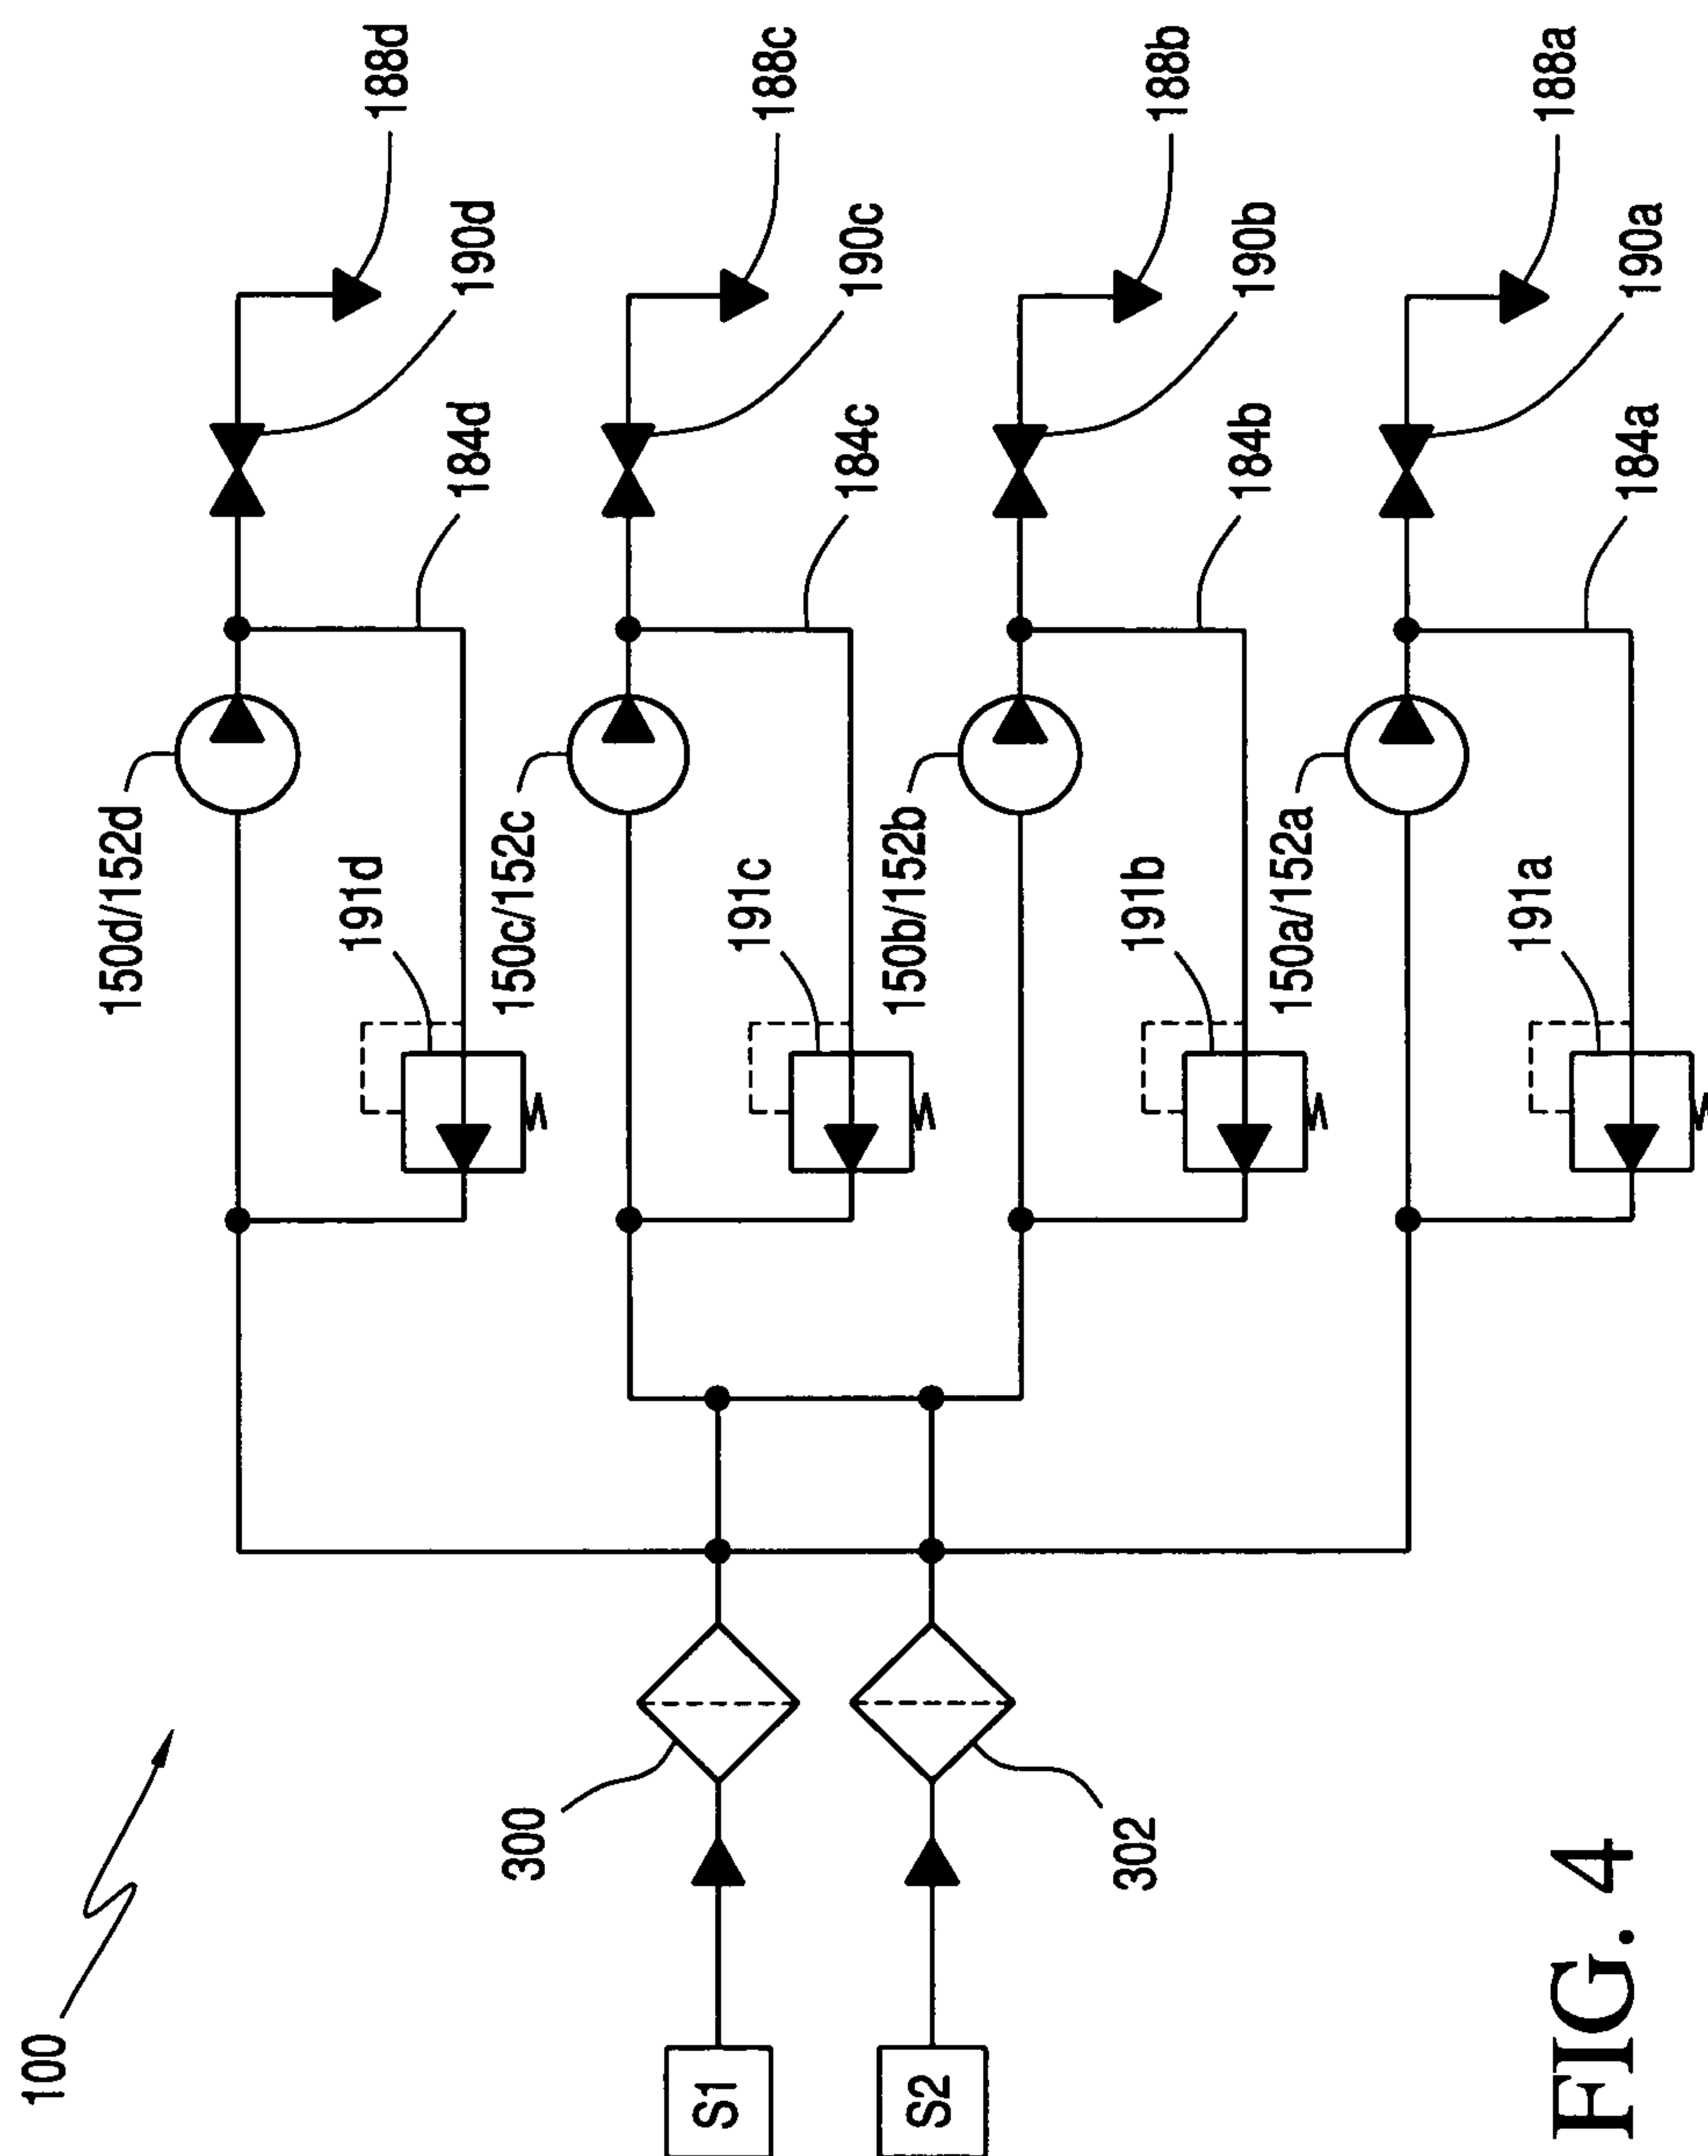 100
S1
S2
300
302
150d/152d
191d
184d
190d
188d
150c/152c
191c
184c
190c
188c
150b/152b
191b
184b
190b
188b
150a/152a
191a
184a
190a
188a
FIG. 4